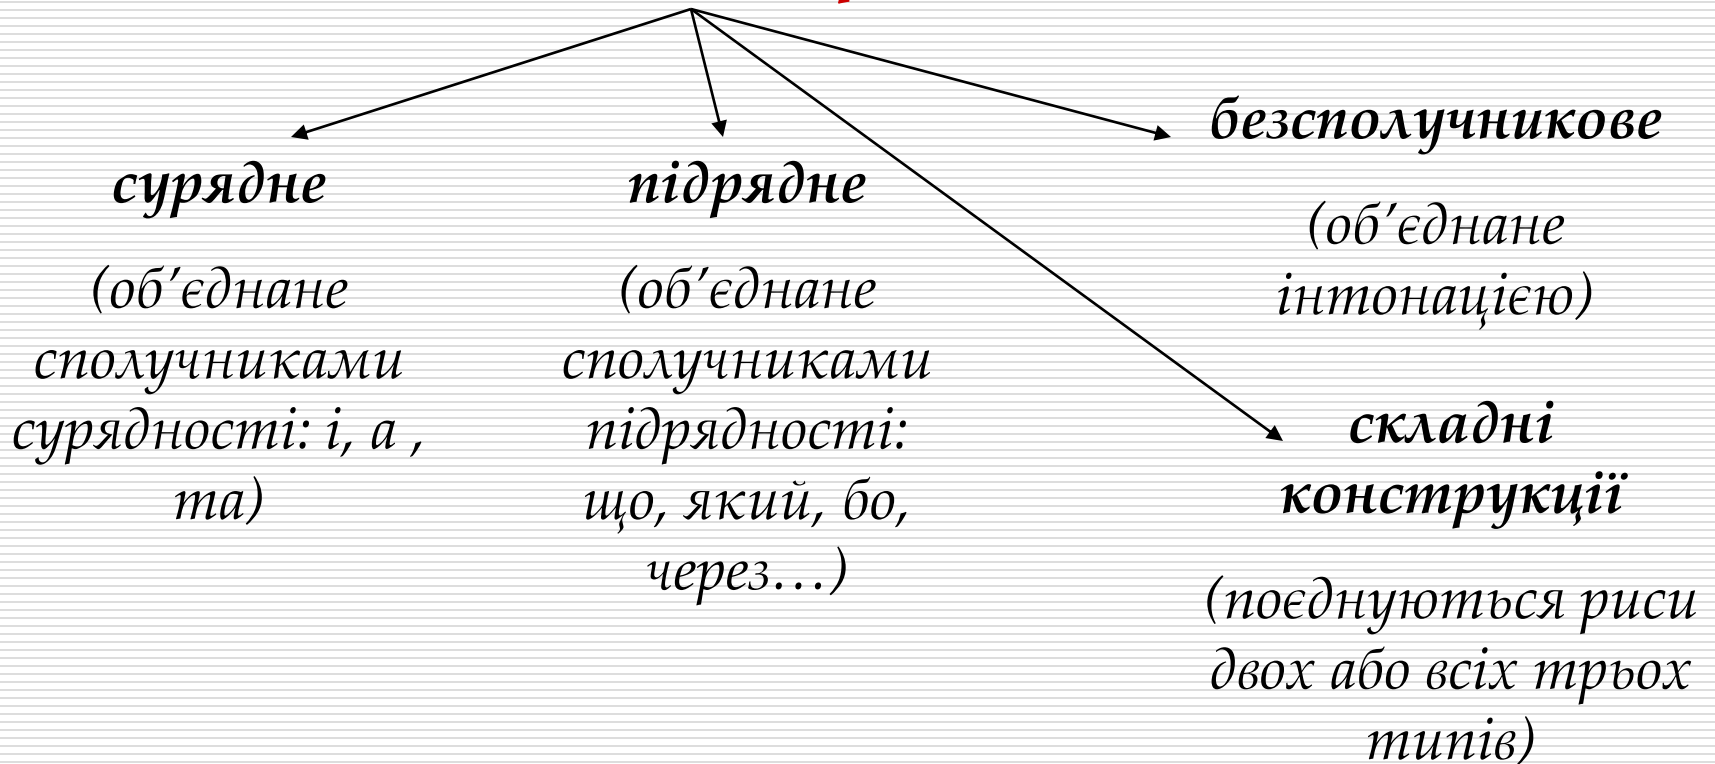 сурядне
(об’єднане
сполучниками
сурядності: і, а ,
та)
підрядне
(об’єднане
сполучниками
підрядності:
що, який, бо,
через…)
безсполучникове
(об’єднане
інтонацією)
складні
конструкції
(поєднуються риси
двох або всіх трьох
типів)